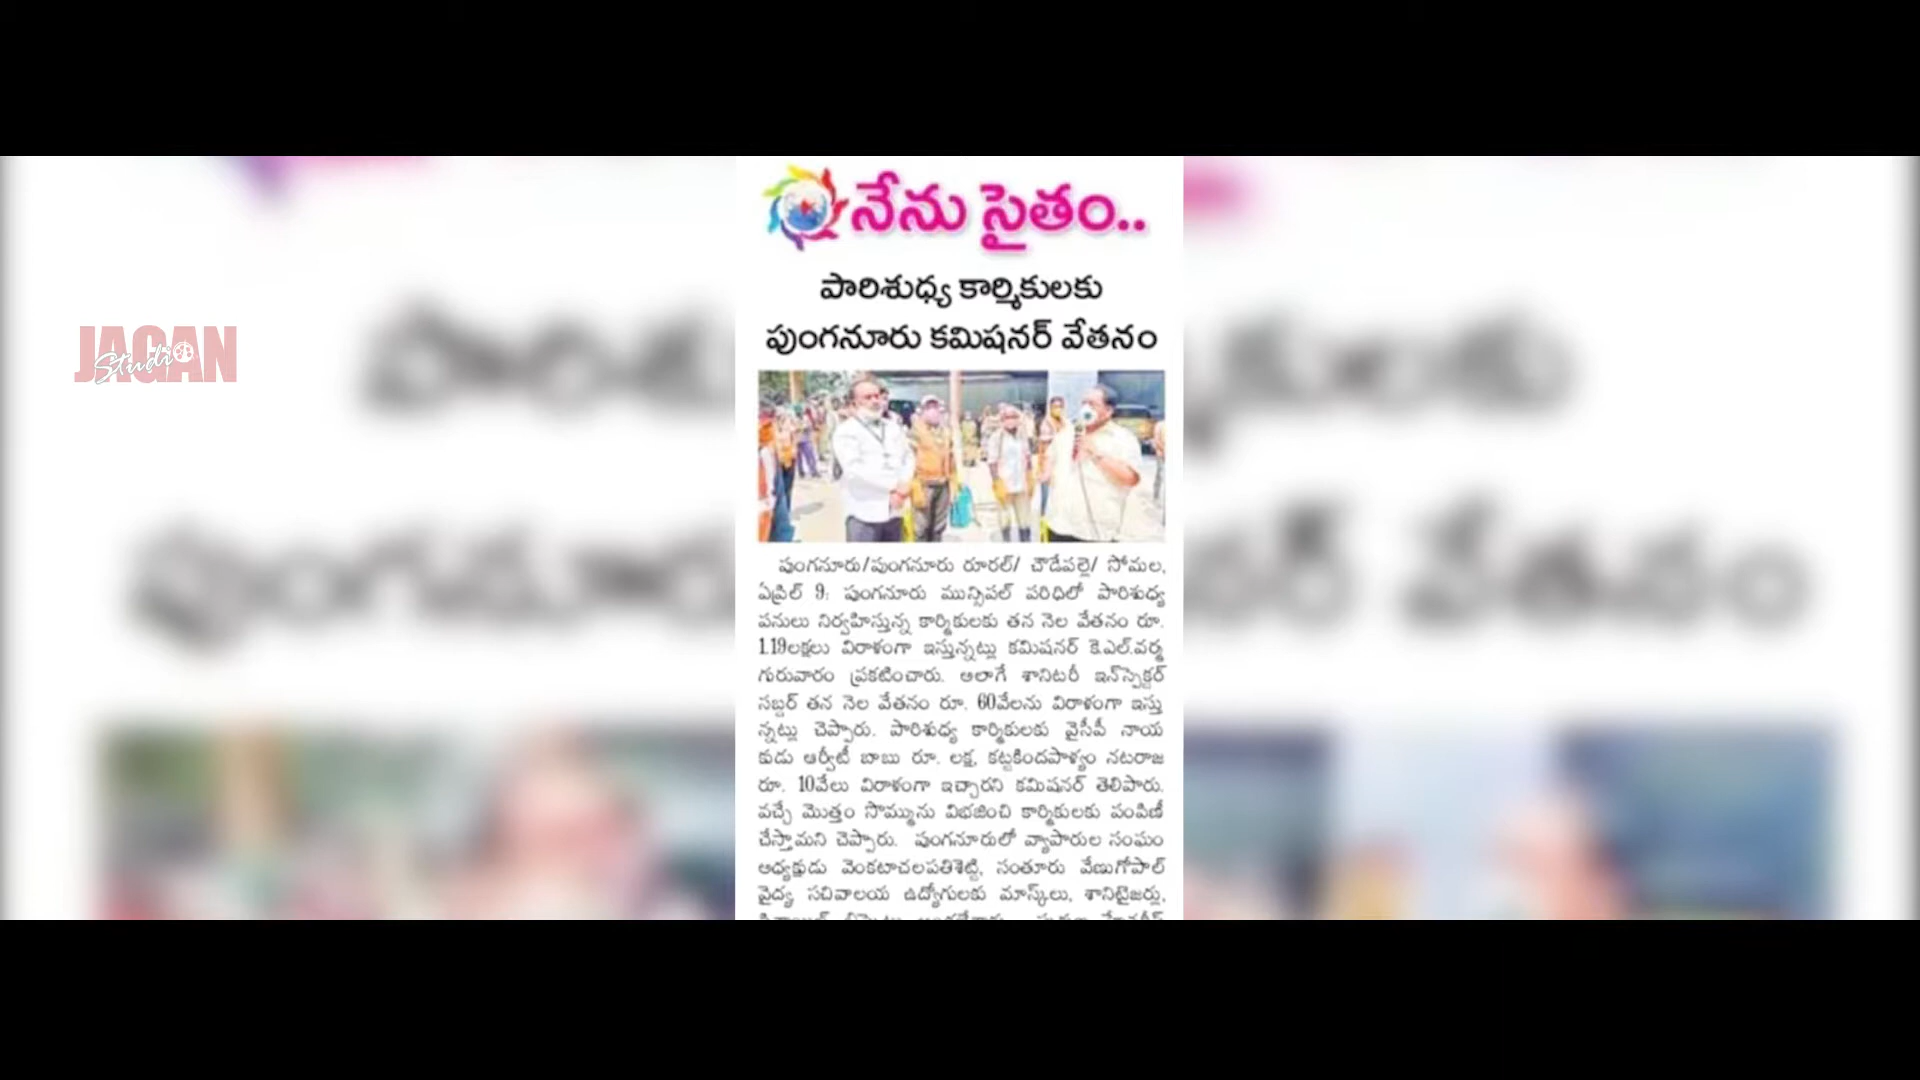 JAGAN
Studio
నేను సైతం..
పారిశుధ్య కార్మికులకు
పుంగనూరు కమిషనర్ వేతనం
పుంగనూరు/పుంగనూరు రూరల్/ చౌడేపల్లె/ సోమల,
ఏప్రిల్ 9: పుంగనూరు మున్సిపల్ పరిధిలో పారిశుధ్య
పనులు నిర్వహిస్తున్న కార్మికులకు తన నెల వేతనం రూ.
1.19లక్షలు విరాళంగా ఇస్తున్నట్లు కమిషనర్ కె.ఎల్.వర్మ
గురువారం ప్రకటించారు. అలాగే శానిటరీ ఇన్‌స్పెక్టర్
సబ్దర్ తన నెల వేతనం రూ. 60వేలను విరాళంగా ఇస్తు
న్నట్లు చెప్పారు. పారిశుధ్య కార్మికులకు వైసీపీ నాయ
కుడు ఆర్వీటీ బాబు రూ. లక్ష, కట్టకిందపాళ్యం నటరాజ
రూ. 10వేలు విరాళంగా ఇచ్చారని కమిషనర్ తెలిపారు.
వచ్చే మొత్తం సొమ్మును విభజించి కార్మికులకు పంపిణీ
చేస్తామని చెప్పారు. పుంగనూరులో వ్యాపారుల సంఘం
అధ్యక్షుడు వెంకటాచలపతిశెట్టి, సంతూరు వేణుగోపాల్
వైద్య, సచివాలయ ఉద్యోగులకు మాస్క్‌లు, శానిటైజర్లు,